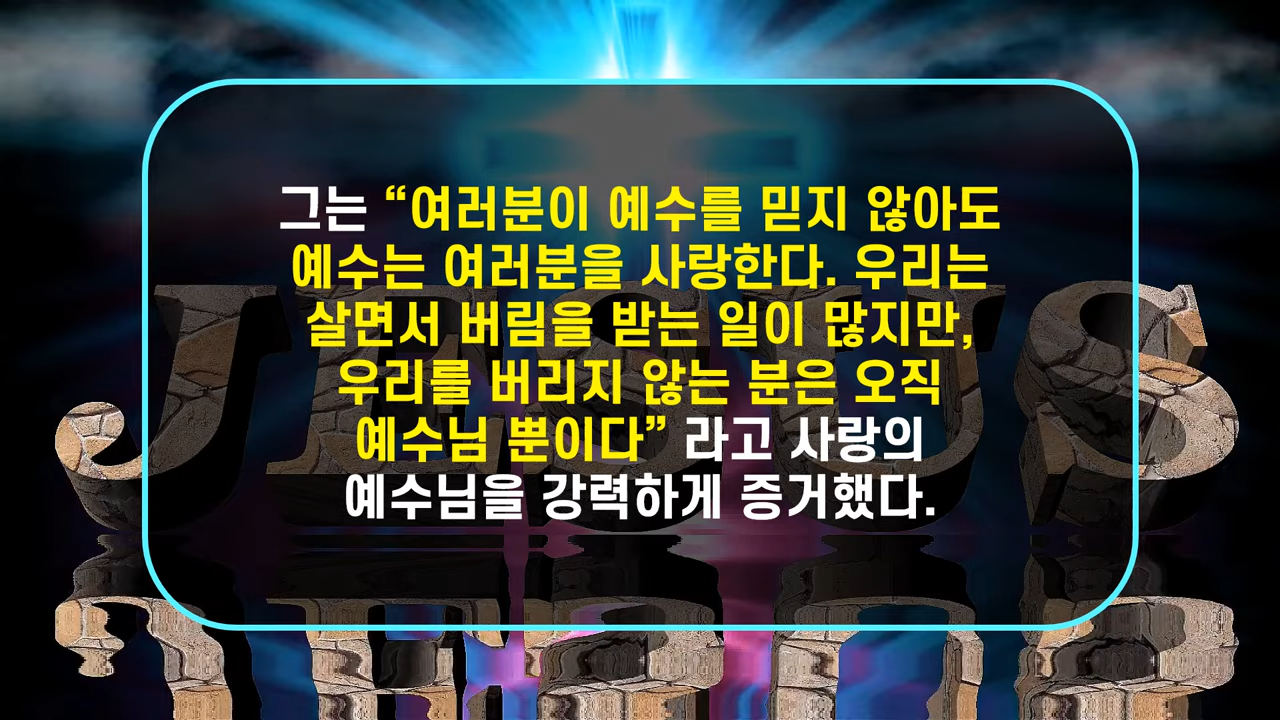 그는 “여러분이 예수를 믿지 않아도
예수는 여러분을 사랑한다. 우리는
살면서 버림을 받는 일이 많지만,
우리를 버리지 않는 분은 오직
예수님 뿐이다” 라고 사랑의
예수님을 강력하게 증거했다.
JESUS